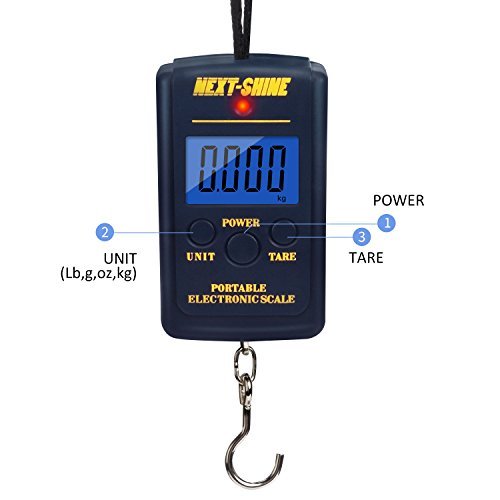 NEXT-SHINE
0.000
kg
POWER
UNIT
TARE
PORTABLE
ELECTRONIC SCALE
1
POWER
2
UNIT
(Lb,g,oz,kg)
3
TARE